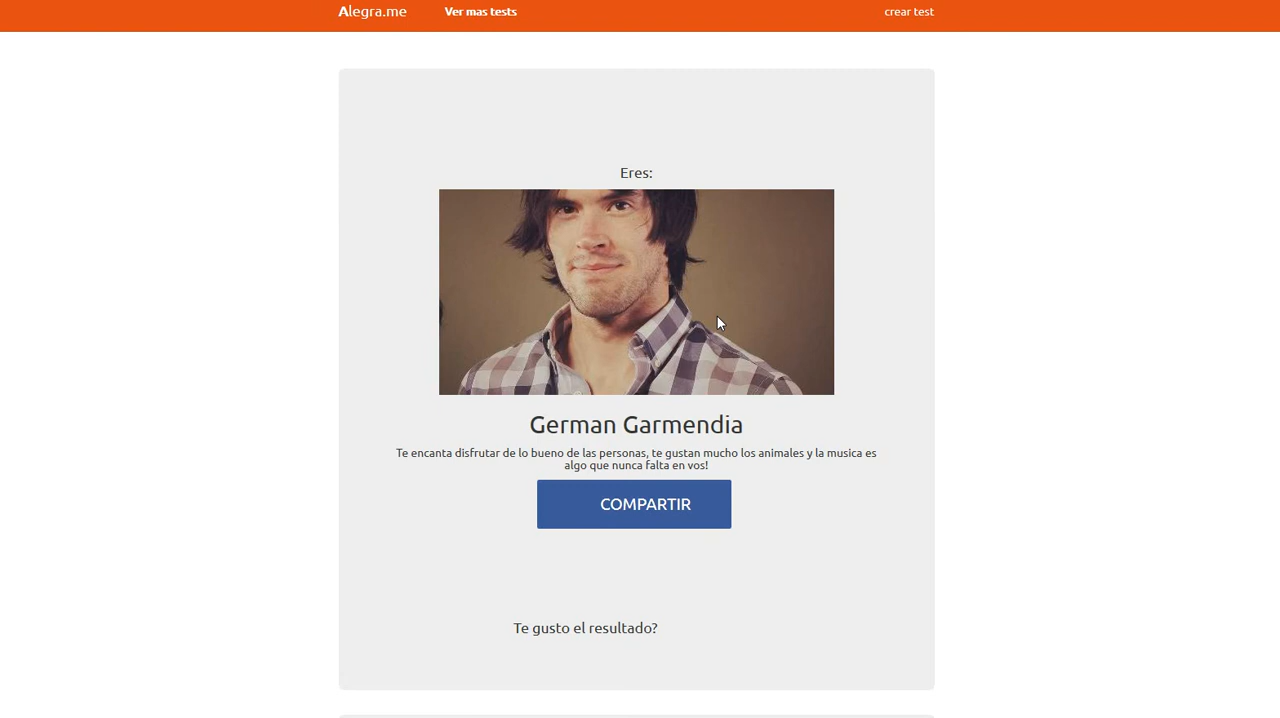 Alegra.me
Ver mas tests
crear test
Eres:
German Garmendia
Te encanta disfrutar de lo bueno de las personas, te gustan mucho los animales y la musica es
algo que nunca falta en vos!
COMPARTIR
Te gusto el resultado?